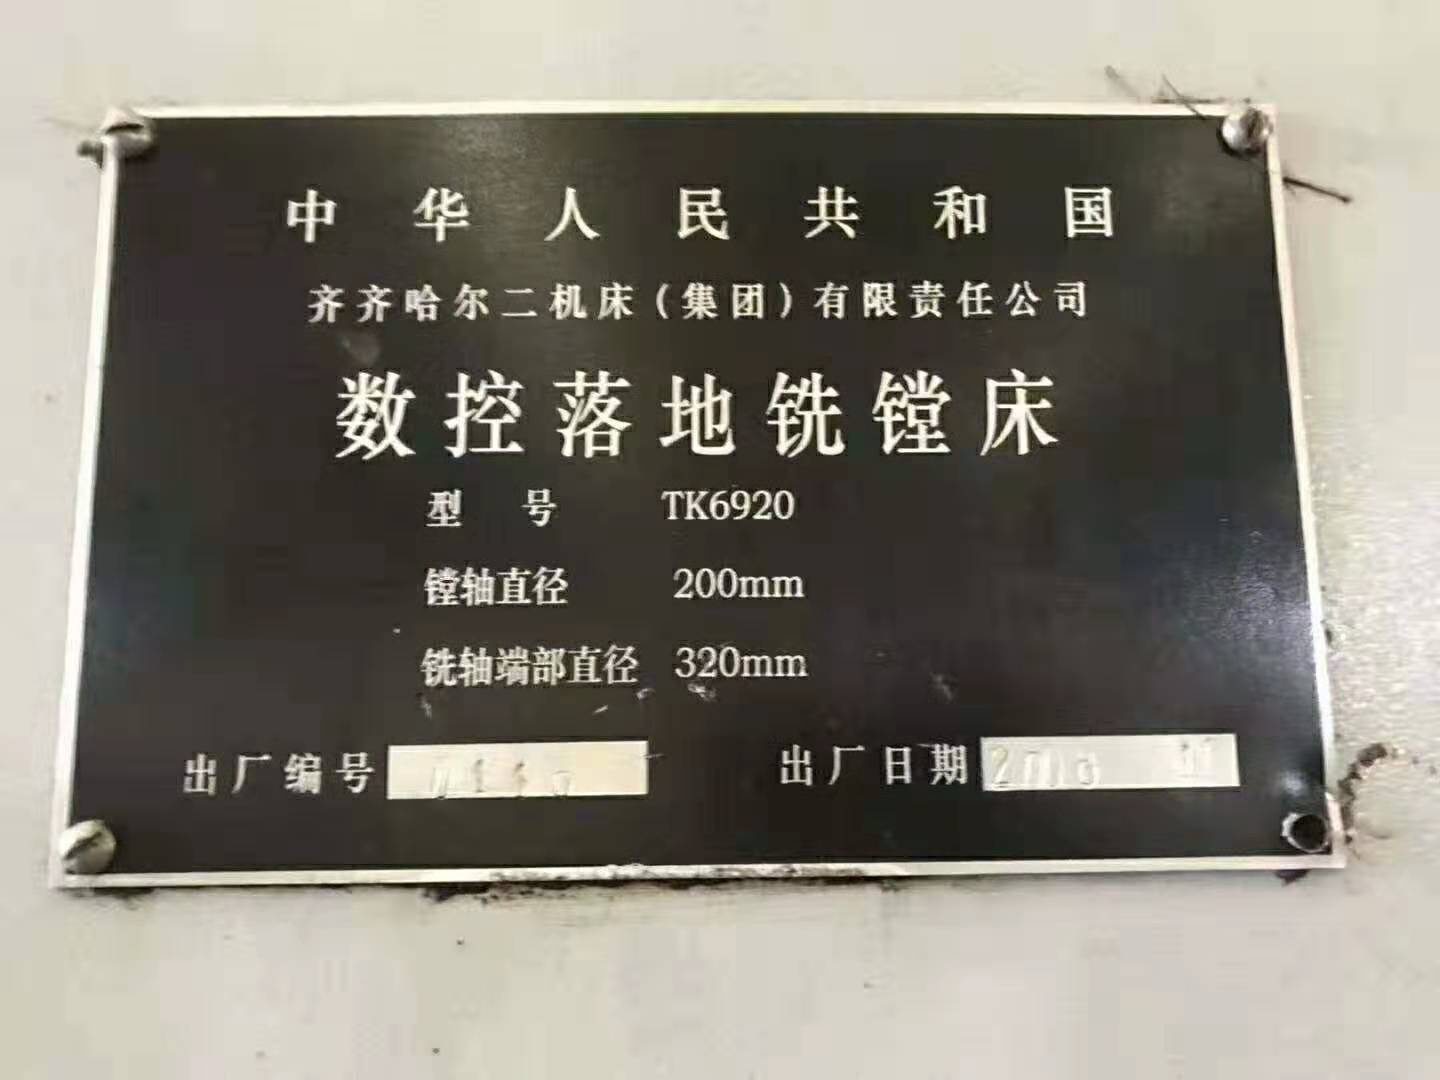 中华人民共和国
齐齐哈尔二机床(集团)有限责任公司
数控落地铣镗床
型号 TK6920
镗轴直径 200mm
铣轴端部直径 320mm
出厂编号 出厂日期